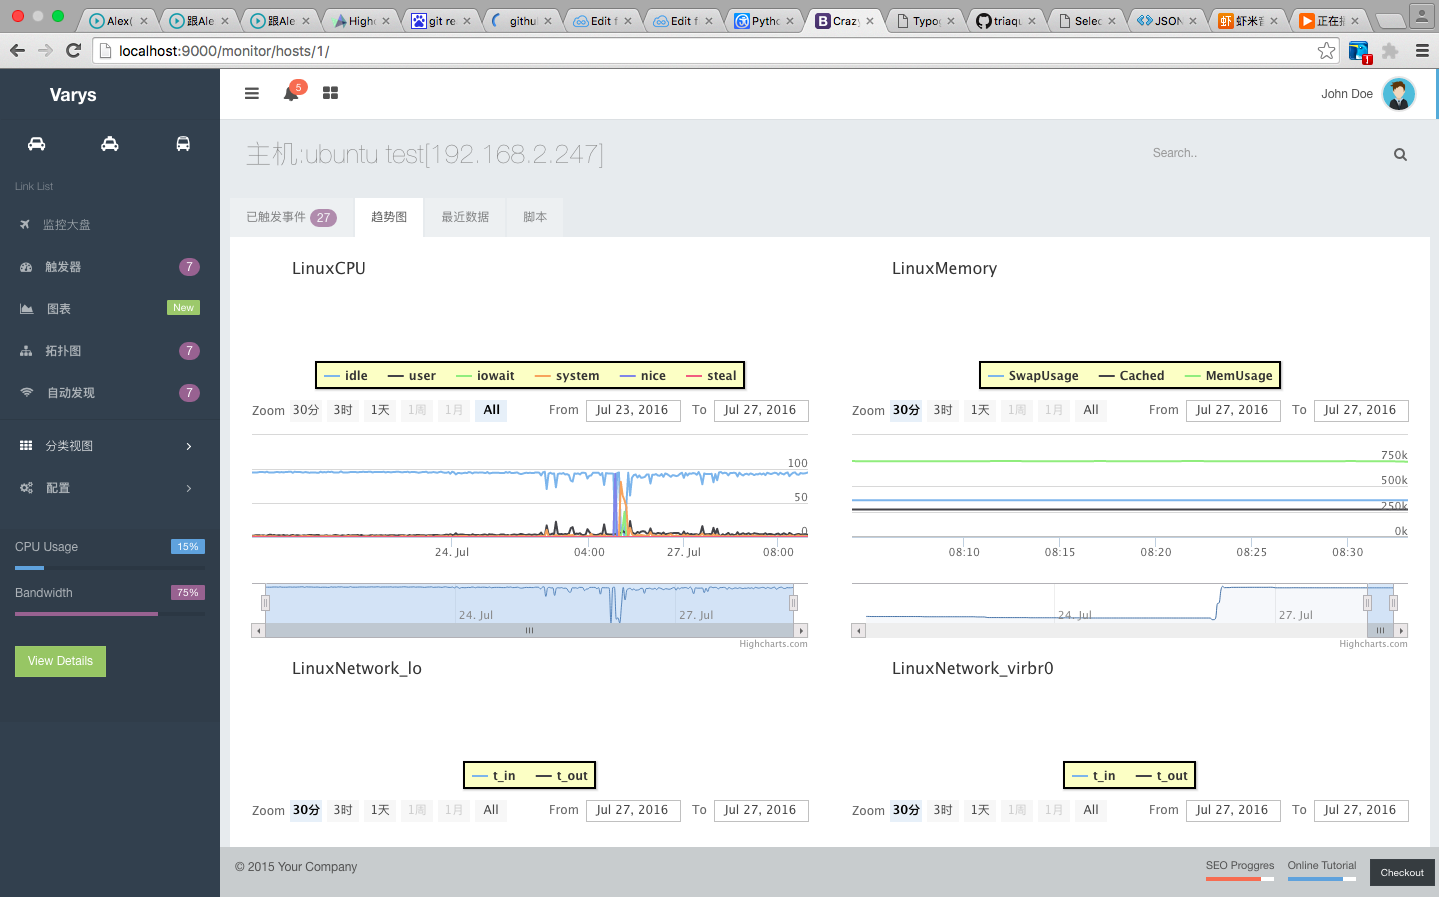 Alex(
跟Ale
跟Ale
Highc
git re
githu
Edit f
Edit f
Pytho
Crazy
Typog
triaqu
Selec
JSON
虾米音
正在播
localhost:9000/monitor/hosts/1/
Varys
5
John Doe
主机:ubuntu test[192.168.2.247]
Search..
Link List
监控大盘
触发器 7
图表 New
拓扑图 7
自动发现 7
分类视图
配置
CPU Usage 15%
Bandwidth 75%
View Details
已触发事件 27
趋势图
最近数据
脚本
LinuxCPU
idle user iowait system nice steal
Zoom 30分 3时 1天 1周 1月 All From Jul 23, 2016 To Jul 27, 2016
100
50
0
24. Jul 04:00 27. Jul 08:00
24. Jul 27. Jul
Highcharts.com
LinuxMemory
SwapUsage Cached MemUsage
Zoom 30分 3时 1天 1周 1月 All From Jul 27, 2016 To Jul 27, 2016
750k
500k
250k
0k
08:10 08:15 08:20 08:25 08:30
24. Jul 27. Jul
Highcharts.com
LinuxNetwork_lo
t_in t_out
Zoom 30分 3时 1天 1周 1月 All From Jul 27, 2016 To Jul 27, 2016
LinuxNetwork_virbr0
t_in t_out
Zoom 30分 3时 1天 1周 1月 All From Jul 27, 2016 To Jul 27, 2016
© 2015 Your Company
SEO Proggres
Online Tutorial
Checkout